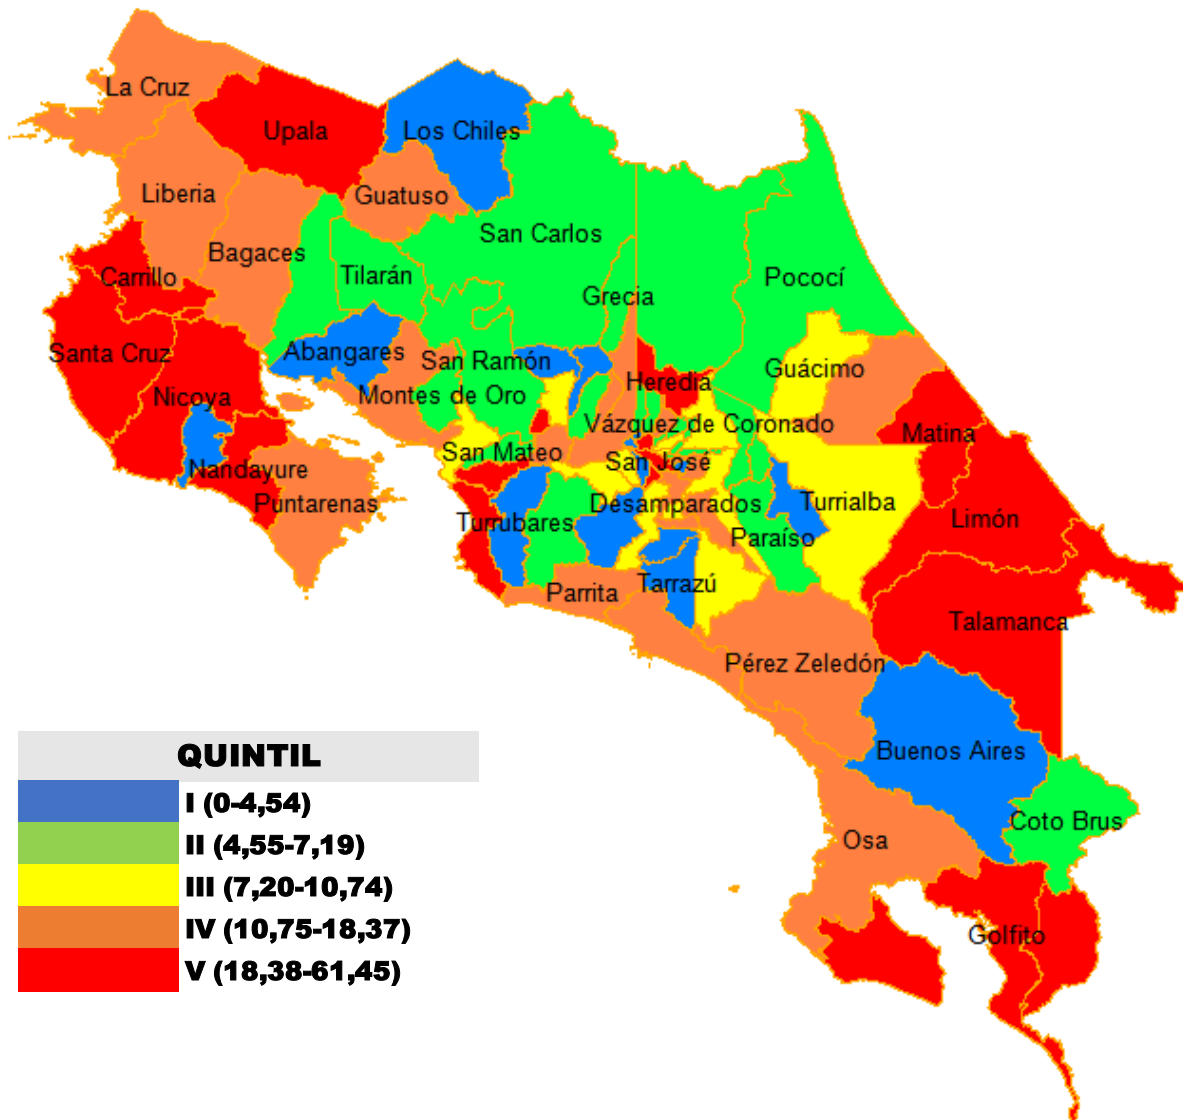 La Cruz
Upala
Los Chiles
Liberia
Guatuso
San Carlos
Bagaces
Tilarán
Carrillo
Pococí
Grecia
Santa Cruz
Abangares
San Ramón
Guácimo
Heredia
Nicoya
Montes de Oro
Vázquez de Coronado
Matina
San Mateo
San José
Nandayure
Puntarenas
Desamparados
Turrialba
Turrubares
Limón
Paraíso
Parrita
Tarrazú
Talamanca
Pérez Zeledón
Buenos Aires
Coto Brus
Osa
Golfito
QUINTIL
I (0-4,54)
II (4,55-7,19)
III (7,20-10,74)
IV (10,75-18,37)
V (18,38-61,45)